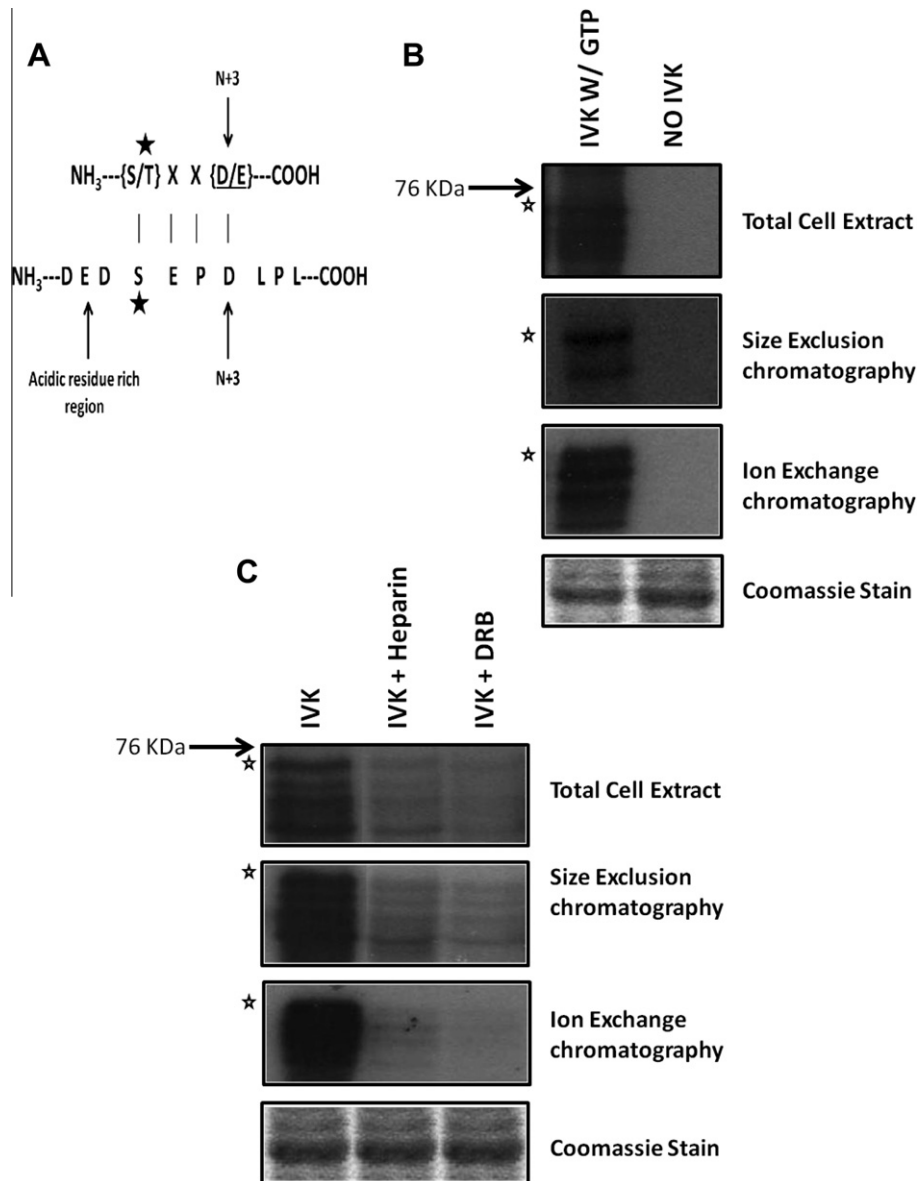 A
N+3
★
NH3---{S/T} X X {D/E}---COOH
NH3---D E D S E P D L P L---COOH
★
Acidic residue rich
region
N+3
B
IVK W/ GTP
NO IVK
76 KDa
☆
Total Cell Extract
☆
Size Exclusion
chromatography
☆
Ion Exchange
chromatography
Coomassie Stain
C
IVK
IVK + Heparin
IVK + DRB
76 KDa
☆
Total Cell Extract
☆
Size Exclusion
chromatography
☆
Ion Exchange
chromatography
Coomassie Stain